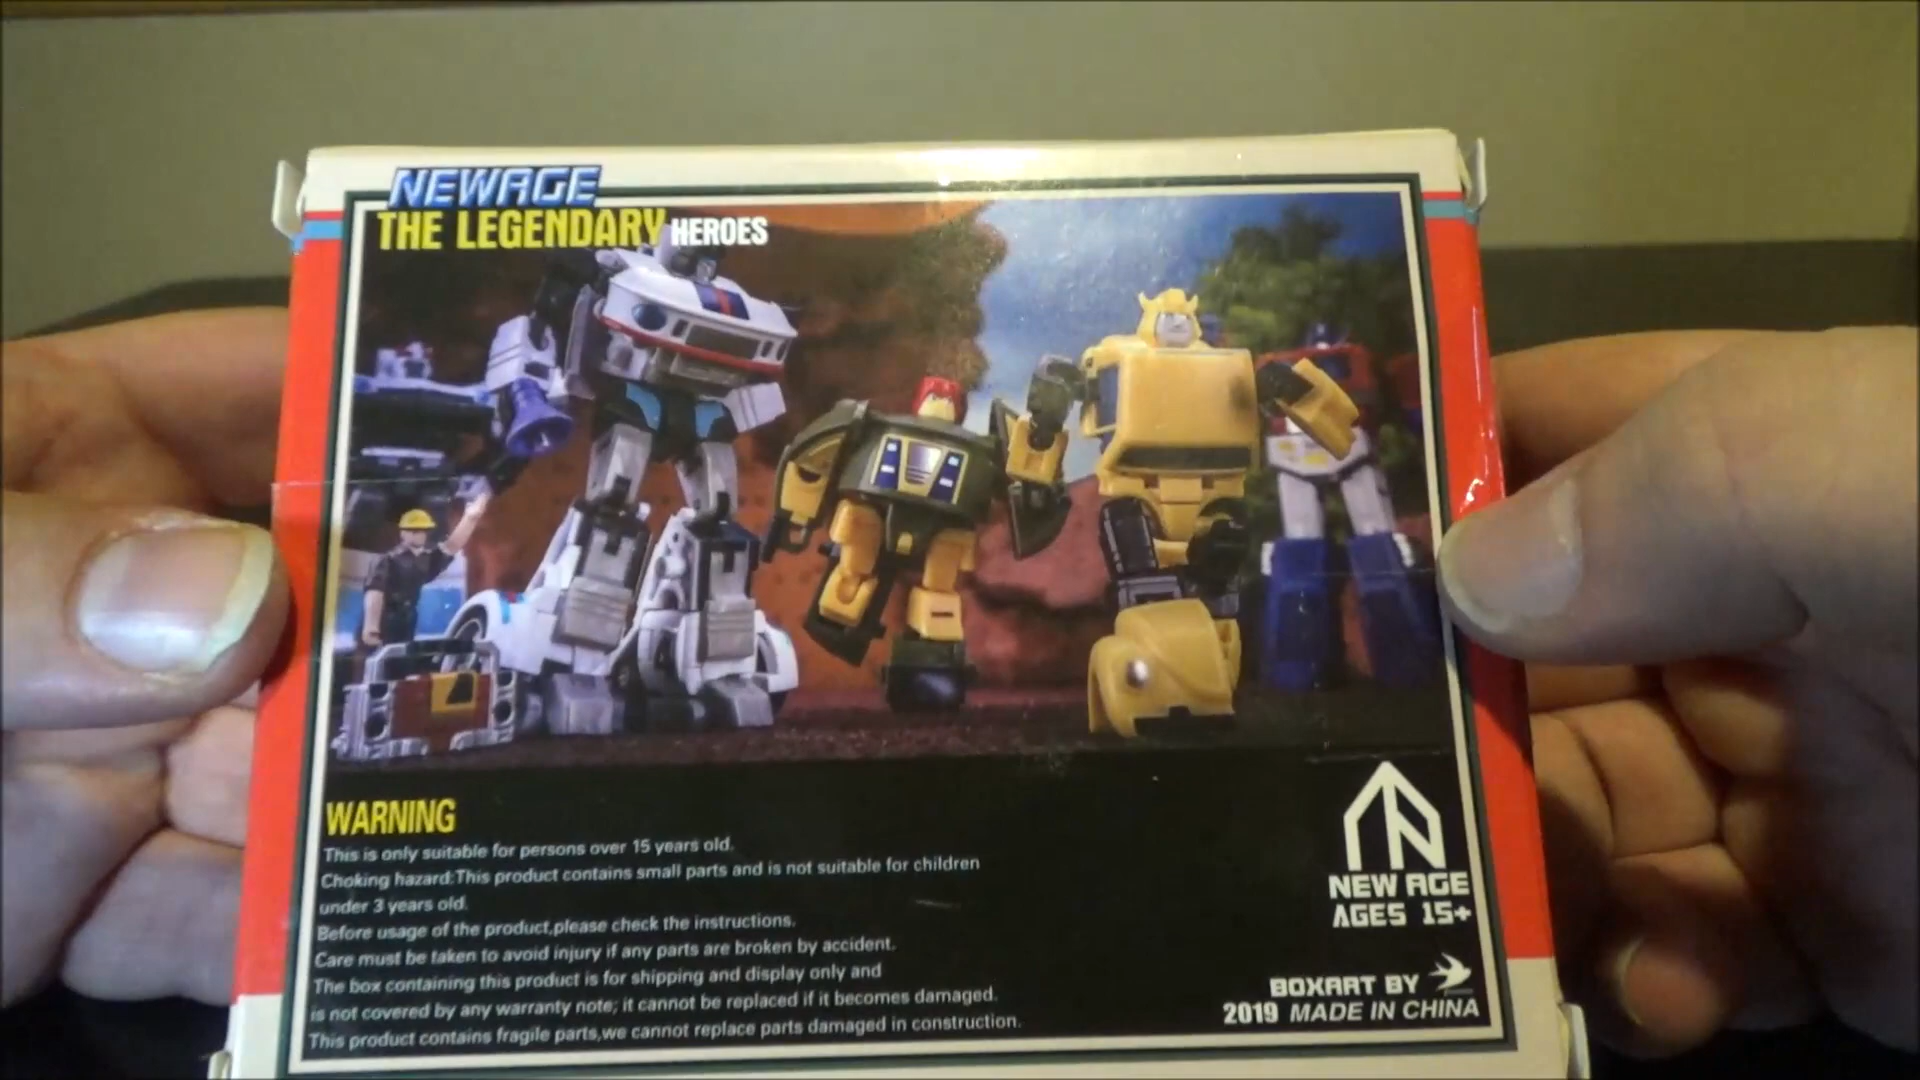 NEWAGE
THE LEGENDARY HEROES
WARNING
This is only suitable for persons over 15 years old.
Choking hazard:This product contains small parts and is not suitable for children
under 3 years old.
Before usage of the product,please check the instructions.
Care must be taken to avoid injury if any parts are broken by accident.
The box containing this product is for shipping and display only and
is not covered by any warranty note; it cannot be replaced if it becomes damaged.
This product contains fragile parts,we cannot replace parts damaged in construction.
NEW AGE
AGES 15+
BOXART BY
2019 MADE IN CHINA